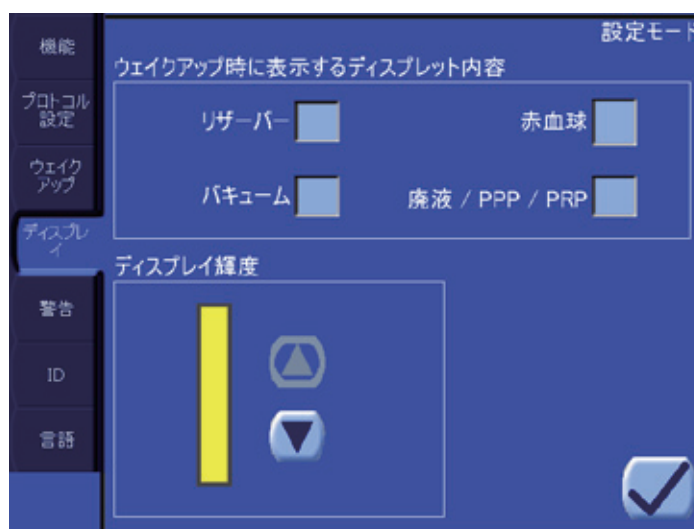 設定モード
ウェイクアップ時に表示するディスプレット内容
リザーバー
赤血球
バキューム
廃液 / PPP / PRP
ディスプレイ輝度
機能
プロトコル
設定
ウェイク
アップ
ディスプレ
イ
警告
ID
言語